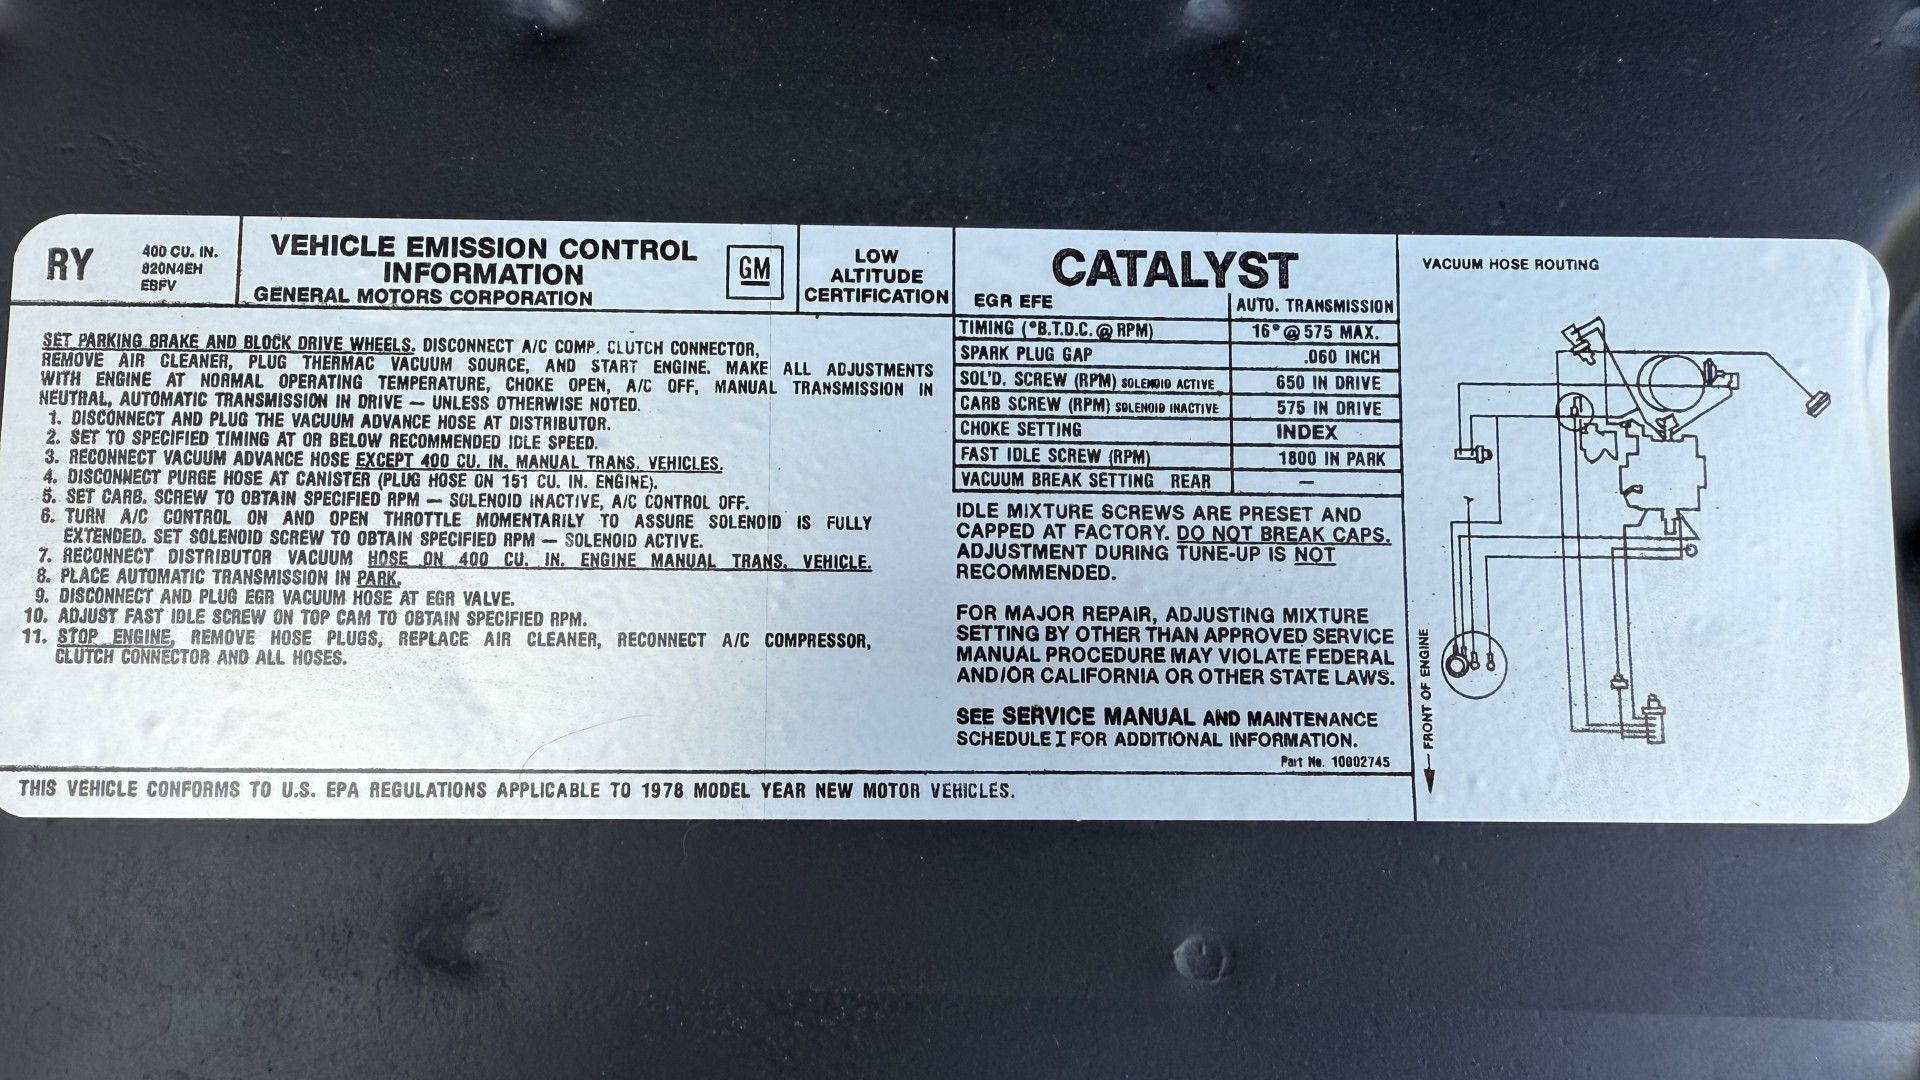 RY
400 CU. IN.
820N4EH
EBFV
VEHICLE EMISSION CONTROL
INFORMATION
GENERAL MOTORS CORPORATION
GM
LOW
ALTITUDE
CERTIFICATION
SET PARKING BRAKE AND BLOCK DRIVE WHEELS. DISCONNECT A/C COMP. CLUTCH CONNECTOR,
REMOVE AIR CLEANER, PLUG THERMAC VACUUM SOURCE, AND START ENGINE. MAKE ALL ADJUSTMENTS
WITH ENGINE AT NORMAL OPERATING TEMPERATURE, CHOKE OPEN, A/C OFF, MANUAL TRANSMISSION IN
NEUTRAL, AUTOMATIC TRANSMISSION IN DRIVE — UNLESS OTHERWISE NOTED.
1. DISCONNECT AND PLUG THE VACUUM ADVANCE HOSE AT DISTRIBUTOR.
2. SET TO SPECIFIED TIMING AT OR BELOW RECOMMENDED IDLE SPEED.
3. RECONNECT VACUUM ADVANCE HOSE EXCEPT 400 CU. IN. MANUAL TRANS. VEHICLES.
4. DISCONNECT PURGE HOSE AT CANISTER (PLUG HOSE ON 151 CU. IN. ENGINE).
5. SET CARB. SCREW TO OBTAIN SPECIFIED RPM — SOLENOID INACTIVE, A/C CONTROL OFF.
6. TURN A/C CONTROL ON AND OPEN THROTTLE MOMENTARILY TO ASSURE SOLENOID IS FULLY
EXTENDED. SET SOLENOID SCREW TO OBTAIN SPECIFIED RPM — SOLENOID ACTIVE.
7. RECONNECT DISTRIBUTOR VACUUM HOSE ON 400 CU. IN. ENGINE MANUAL TRANS. VEHICLE.
8. PLACE AUTOMATIC TRANSMISSION IN PARK.
9. DISCONNECT AND PLUG EGR VACUUM HOSE AT EGR VALVE.
10. ADJUST FAST IDLE SCREW ON TOP CAM TO OBTAIN SPECIFIED RPM.
11. STOP ENGINE, REMOVE HOSE PLUGS, REPLACE AIR CLEANER, RECONNECT A/C COMPRESSOR,
CLUTCH CONNECTOR AND ALL HOSES.
CATALYST
EGR EFE AUTO. TRANSMISSION
TIMING (°B.T.D.C. @ RPM) 16° @ 575 MAX.
SPARK PLUG GAP .060 INCH
SOL'D. SCREW (RPM) SOLENOID ACTIVE 650 IN DRIVE
CARB SCREW (RPM) SOLENOID INACTIVE 575 IN DRIVE
CHOKE SETTING INDEX
FAST IDLE SCREW (RPM) 1800 IN PARK
VACUUM BREAK SETTING REAR —
IDLE MIXTURE SCREWS ARE PRESET AND
CAPPED AT FACTORY. DO NOT BREAK CAPS.
ADJUSTMENT DURING TUNE-UP IS NOT
RECOMMENDED.
FOR MAJOR REPAIR, ADJUSTING MIXTURE
SETTING BY OTHER THAN APPROVED SERVICE
MANUAL PROCEDURE MAY VIOLATE FEDERAL
AND/OR CALIFORNIA OR OTHER STATE LAWS.
SEE SERVICE MANUAL AND MAINTENANCE
SCHEDULE I FOR ADDITIONAL INFORMATION.
Part No. 10002745
VACUUM HOSE ROUTING
FRONT OF ENGINE
THIS VEHICLE CONFORMS TO U.S. EPA REGULATIONS APPLICABLE TO 1978 MODEL YEAR NEW MOTOR VEHICLES.